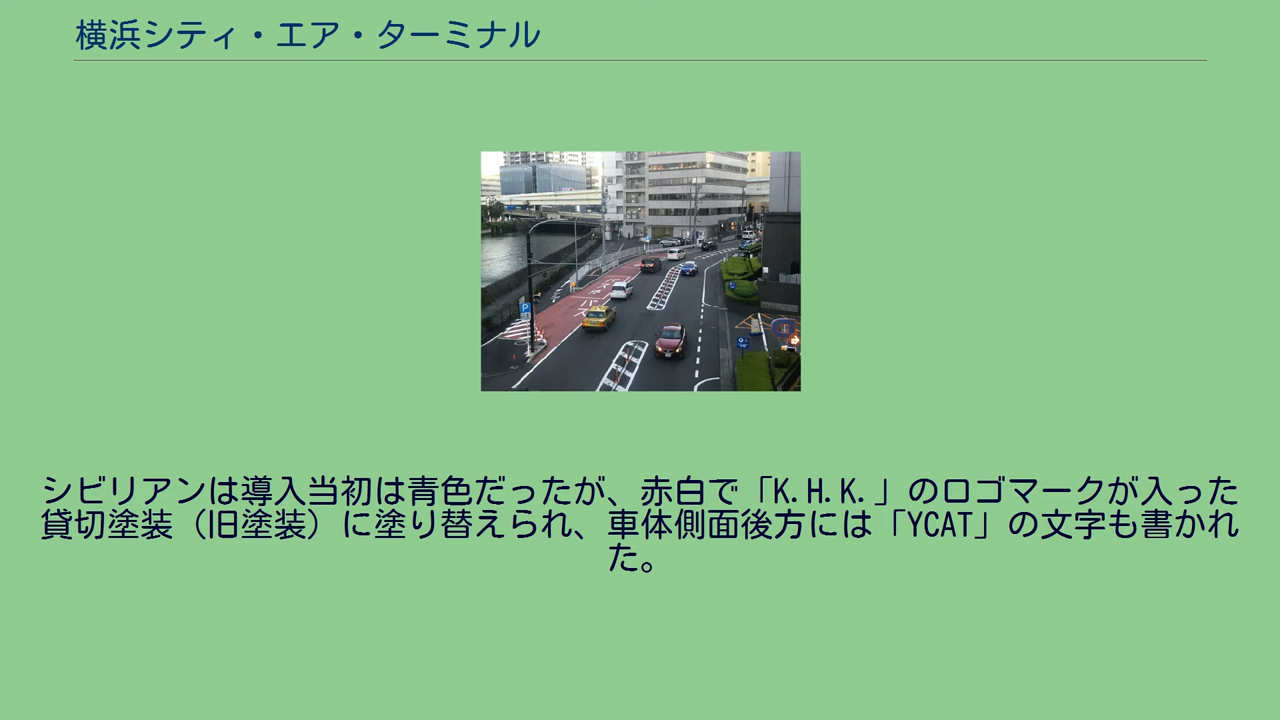 横浜シティ・エア・ターミナル
P
シビリアンは導入当初は青色だったが、赤白で「K.H.K.」のロゴマークが入った
貸切塗装（旧塗装）に塗り替えられ、車体側面後方には「YCAT」の文字も書かれ
た。